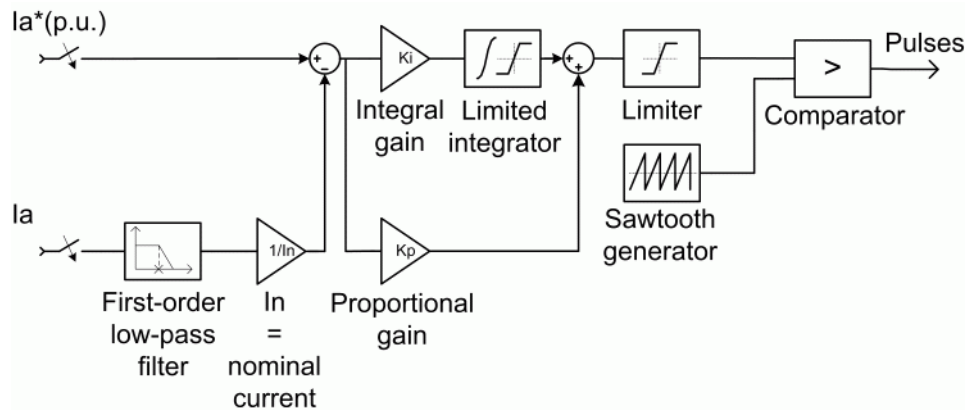 Ia*(p.u.)
Ki
Pulses
>
Integral
gain
Limited
integrator
Limiter
Comparator
Ia
1/In
Kp
Sawtooth
generator
First-order
low-pass
filter
In
=
nominal
current
Proportional
gain